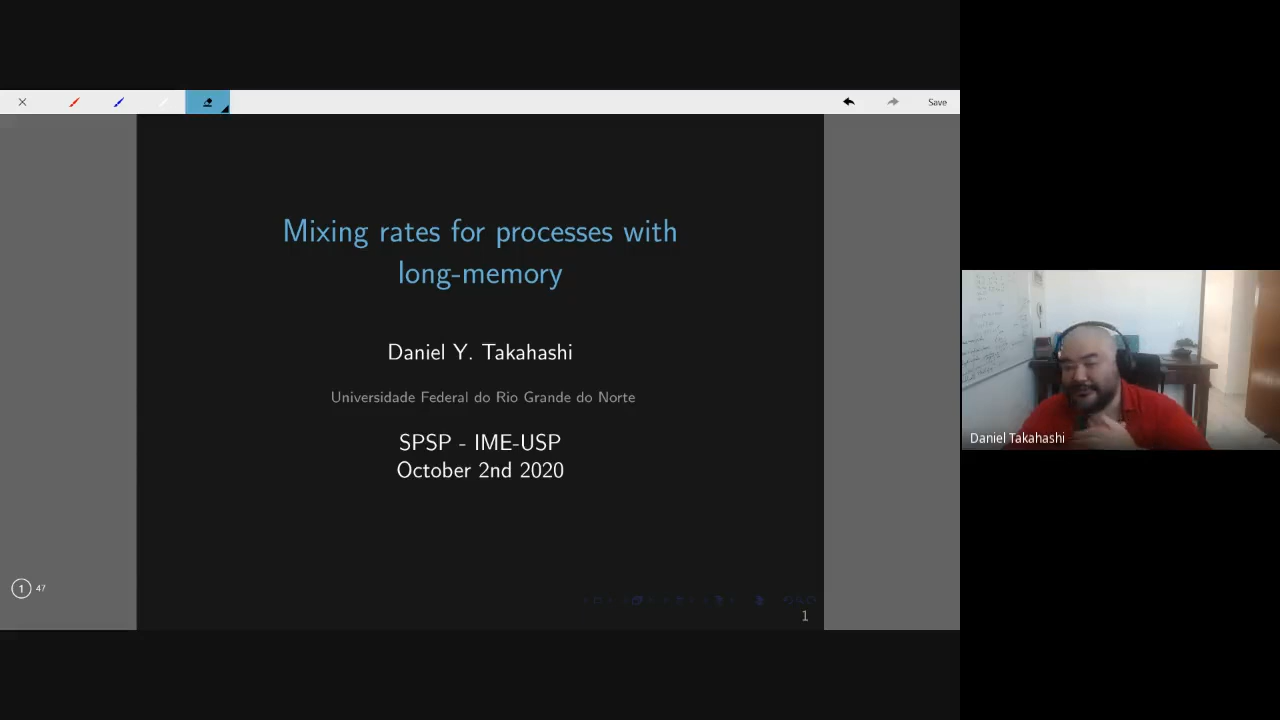 Save
Mixing rates for processes with
long-memory
Daniel Y. Takahashi
Universidade Federal do Rio Grande do Norte
SPSP - IME-USP
October 2nd 2020
1 47
1
Daniel Takahashi